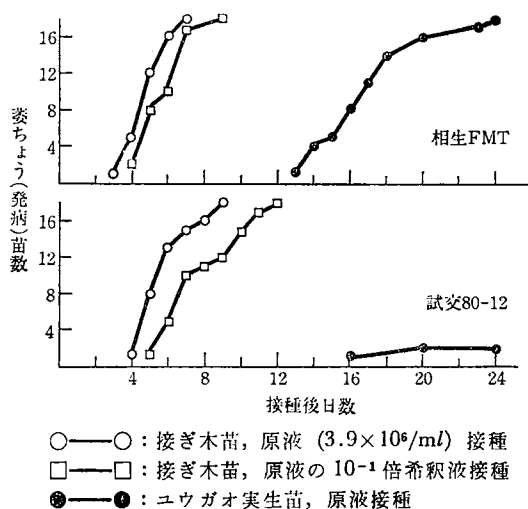 16
12
8
4
相生FMT
萎ちょう(発病)苗数
16
12
8
4
試交80-12
4 8 12 16 20 24
接種後日数
○—○：接ぎ木苗，原液 (3.9×10⁶/ml) 接種
□—□：接ぎ木苗，原液の 10⁻¹ 倍希釈液接種
●—●：ユウガオ実生苗，原液接種